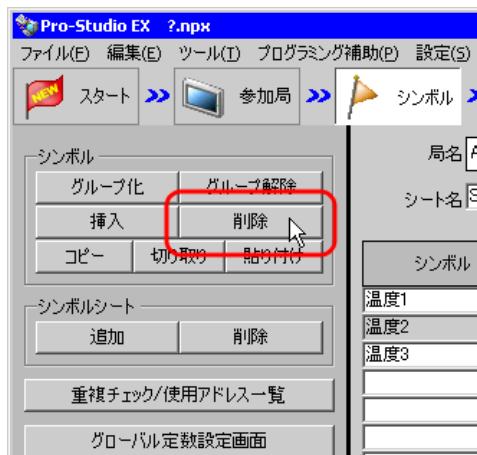 Pro-Studio EX ?.npx
ファイル(F) 編集(E) ツール(T) プログラミング補助(P) 設定(S)
NEW スタート 参加局 シンボル
シンボル
グループ化 グループ解除
挿入 削除
コピー 切り取り 貼り付け
シンボルシート
追加 削除
重複チェック/使用アドレス一覧
グローバル定数設定画面
局名 A
シート名 S
シンボル
温度1
温度2
温度3